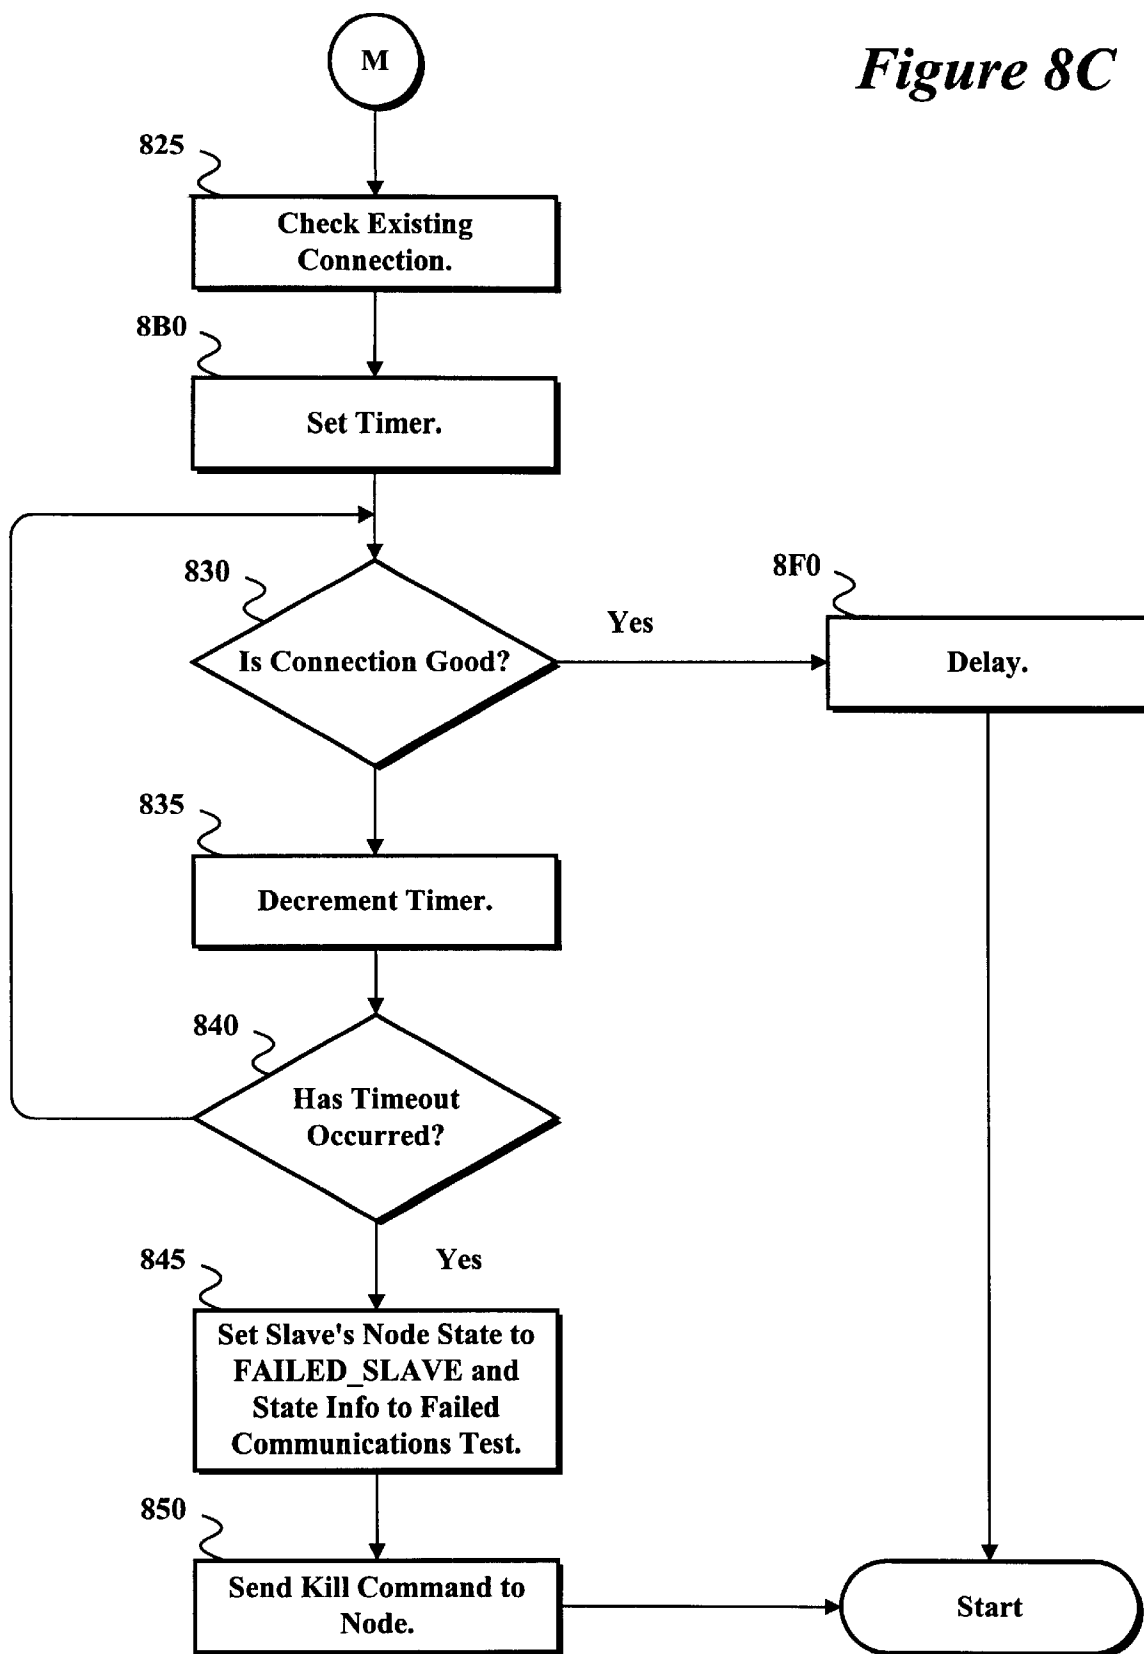 M
Figure 8C
825
Check Existing
Connection.
8B0
Set Timer.
830
Is Connection Good?
Yes
8F0
Delay.
835
Decrement Timer.
840
Has Timeout
Occurred?
Yes
845
Set Slave's Node State to
FAILED_SLAVE and
State Info to Failed
Communications Test.
850
Send Kill Command to
Node.
Start